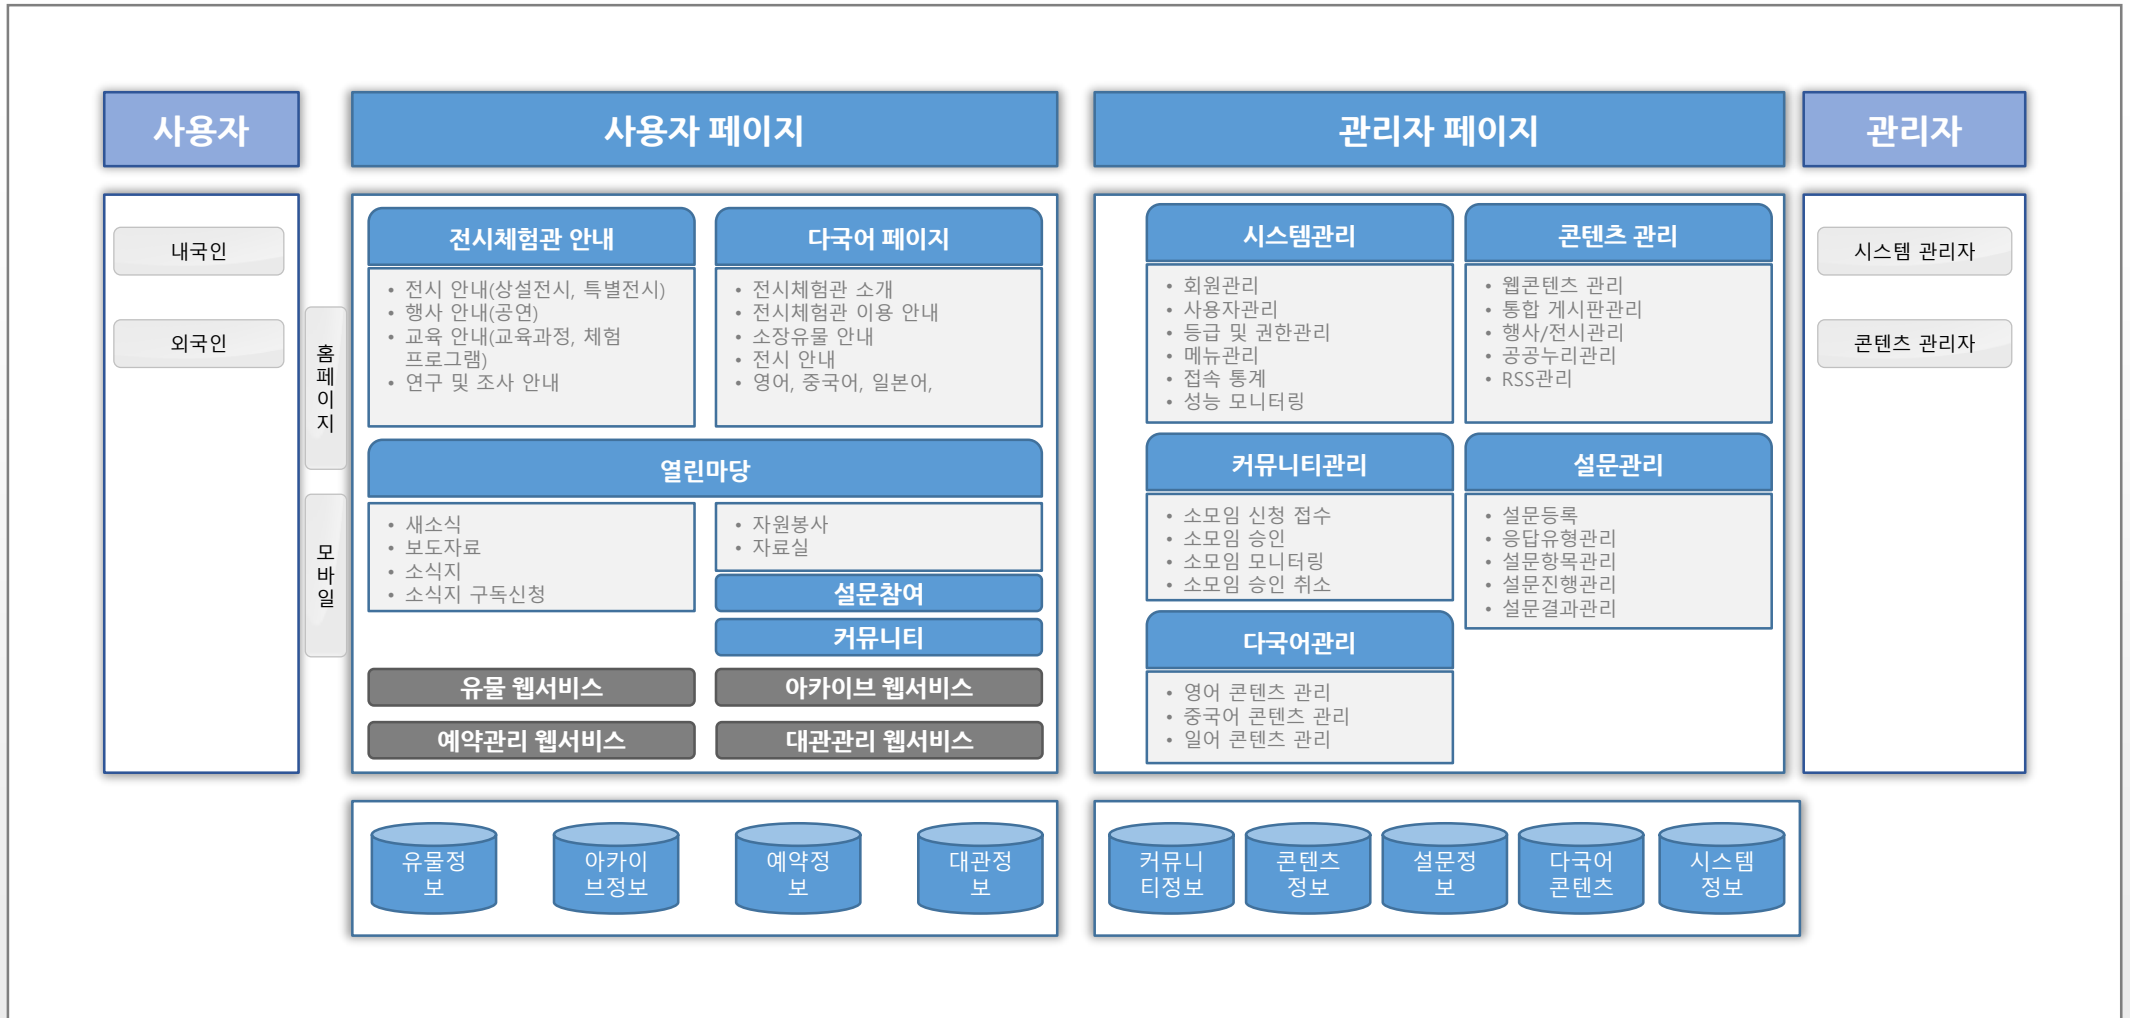 사용자
사용자 페이지
관리자 페이지
관리자
내국인
외국인
홈
페
이
지
모
바
일
전시체험관 안내
• 전시 안내(상설전시, 특별전시)
• 행사 안내(공연)
• 교육 안내(교육과정, 체험
프로그램)
• 연구 및 조사 안내
다국어 페이지
• 전시체험관 소개
• 전시체험관 이용 안내
• 소장유물 안내
• 전시 안내
• 영어, 중국어, 일본어,
열린마당
• 새소식
• 보도자료
• 소식지
• 소식지 구독신청
• 자원봉사
• 자료실
설문참여
커뮤니티
유물 웹서비스
아카이브 웹서비스
예약관리 웹서비스
대관관리 웹서비스
시스템관리
• 회원관리
• 사용자관리
• 등급 및 권한관리
• 메뉴관리
• 접속 통계
• 성능 모니터링
콘텐츠 관리
• 웹콘텐츠 관리
• 통합 게시판관리
• 행사/전시관리
• 공공누리관리
• RSS관리
커뮤니티관리
• 소모임 신청 접수
• 소모임 승인
• 소모임 모니터링
• 소모임 승인 취소
설문관리
• 설문등록
• 응답유형관리
• 설문항목관리
• 설문진행관리
• 설문결과관리
다국어관리
• 영어 콘텐츠 관리
• 중국어 콘텐츠 관리
• 일어 콘텐츠 관리
시스템 관리자
콘텐츠 관리자
유물정
보
아카이
브정보
예약정
보
대관정
보
커뮤니
티정보
콘텐츠
정보
설문정
보
다국어
콘텐츠
시스템
정보